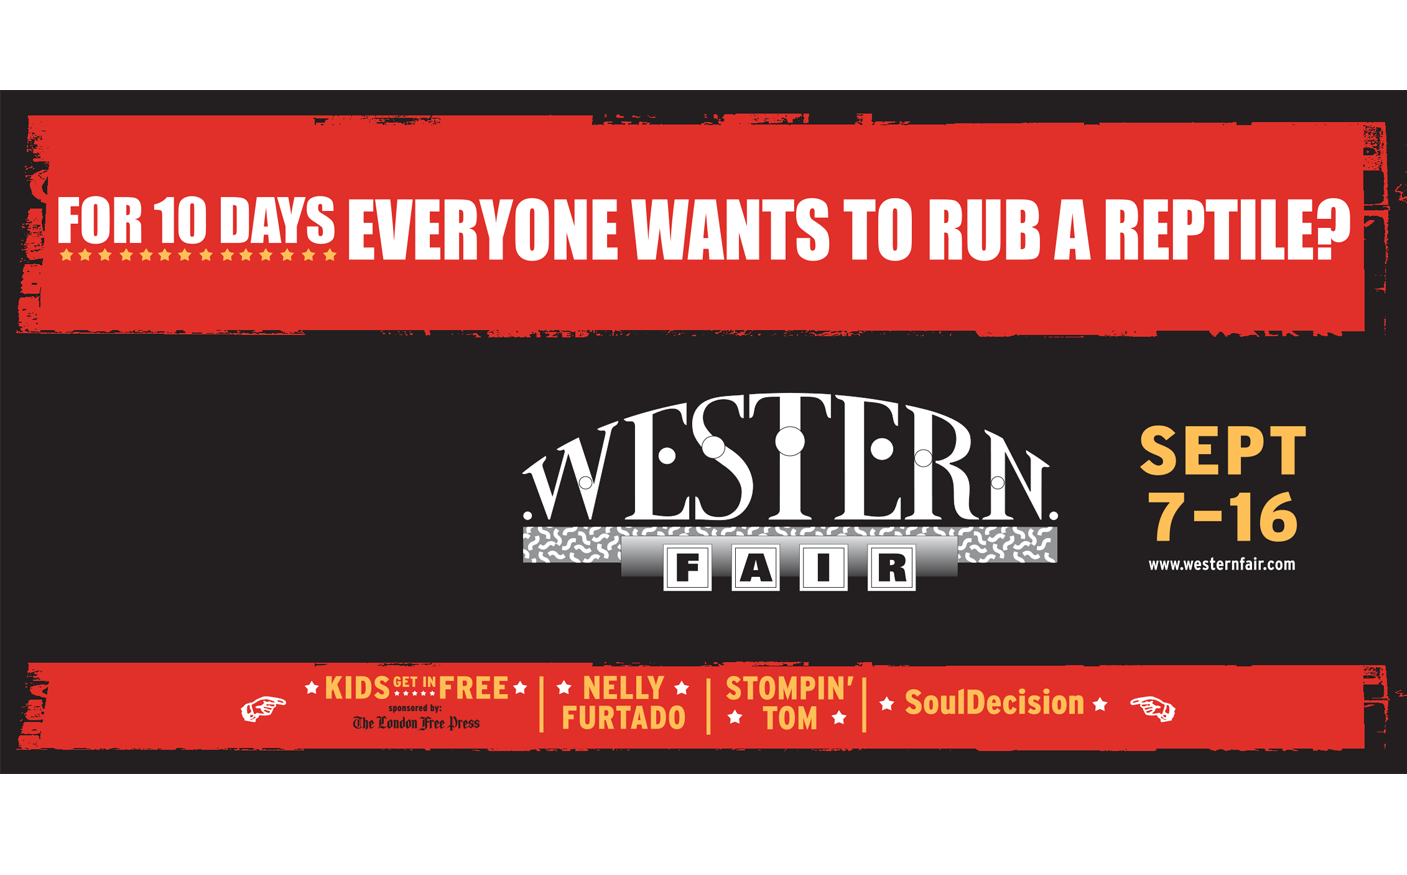 FOR 10 DAYS EVERYONE WANTS TO RUB A REPTILE?
WESTERN
FAIR
SEPT
7-16
www.westernfair.com
KIDS GET IN FREE
sponsored by:
The London Free Press
NELLY
FURTADO
STOMPIN'
TOM
SoulDecision